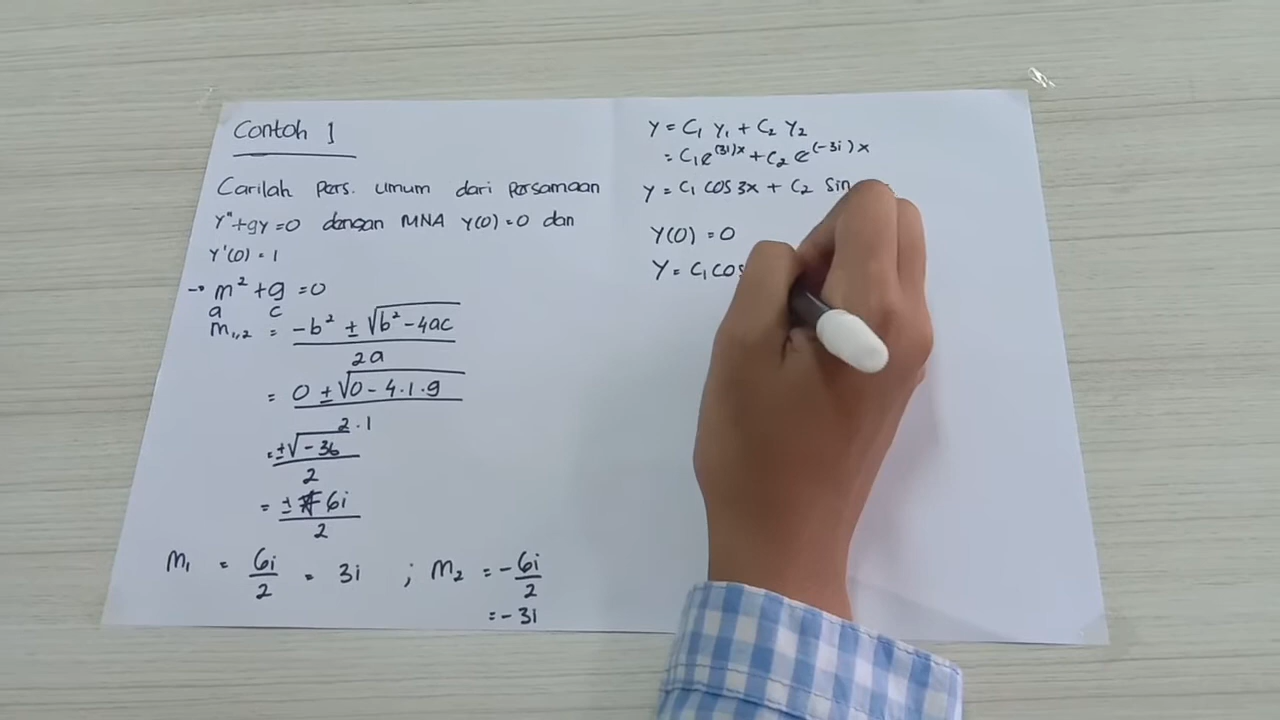 Contoh 1
Carilah pers. umum dari persamaan
y"+9y=0 dengan MNA y(0)=0 dan
y'(0)=1
→ m² + 9 = 0
a c
m₁,₂ = -b² ± √b² - 4ac
2a
= 0 ± √0 - 4.1.9
2.1
= ±√-36
2
= ± 6i
2
m₁ = 6i = 3i ; m₂ = -6i
2 2
= -3i
y = C₁ y₁ + C₂ y₂
= C₁e^(3i)x + C₂ e^(-3i)x
y = C₁ cos 3x + C₂ sin
y(0) = 0
y = C₁ cos